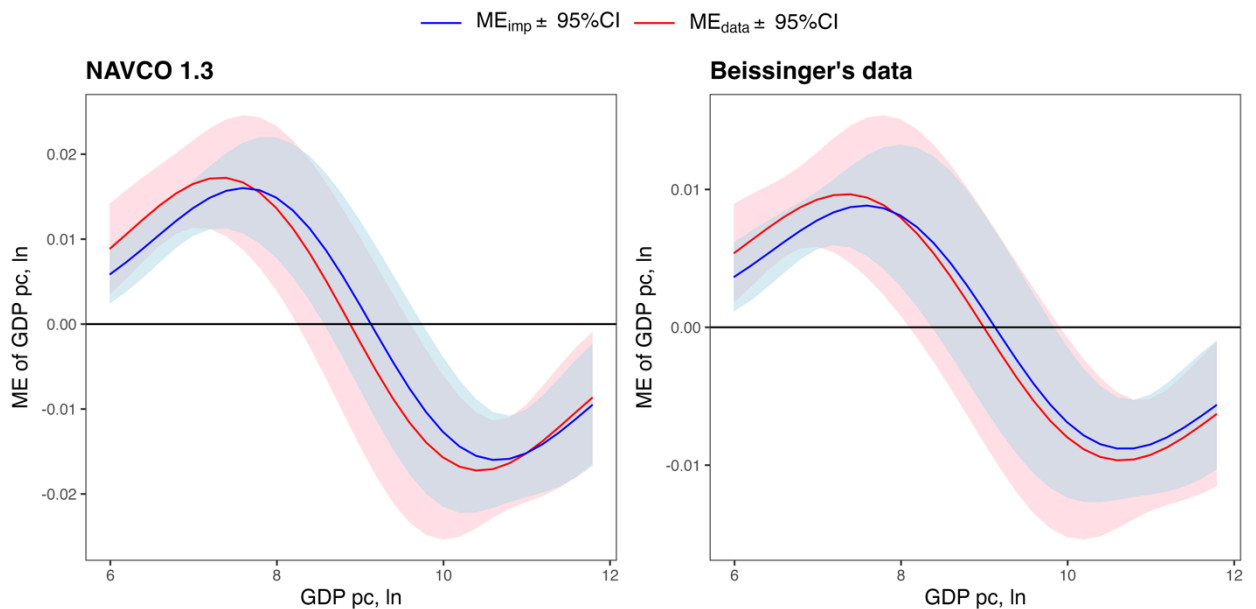 ME_imp ± 95%CI ME_data ± 95%CI
NAVCO 1.3
Beissinger's data
ME of GDP pc, ln
0.02
0.01
0.00
-0.01
-0.02
6 8 10 12
GDP pc, ln
ME of GDP pc, ln
0.01
0.00
-0.01
6 8 10 12
GDP pc, ln